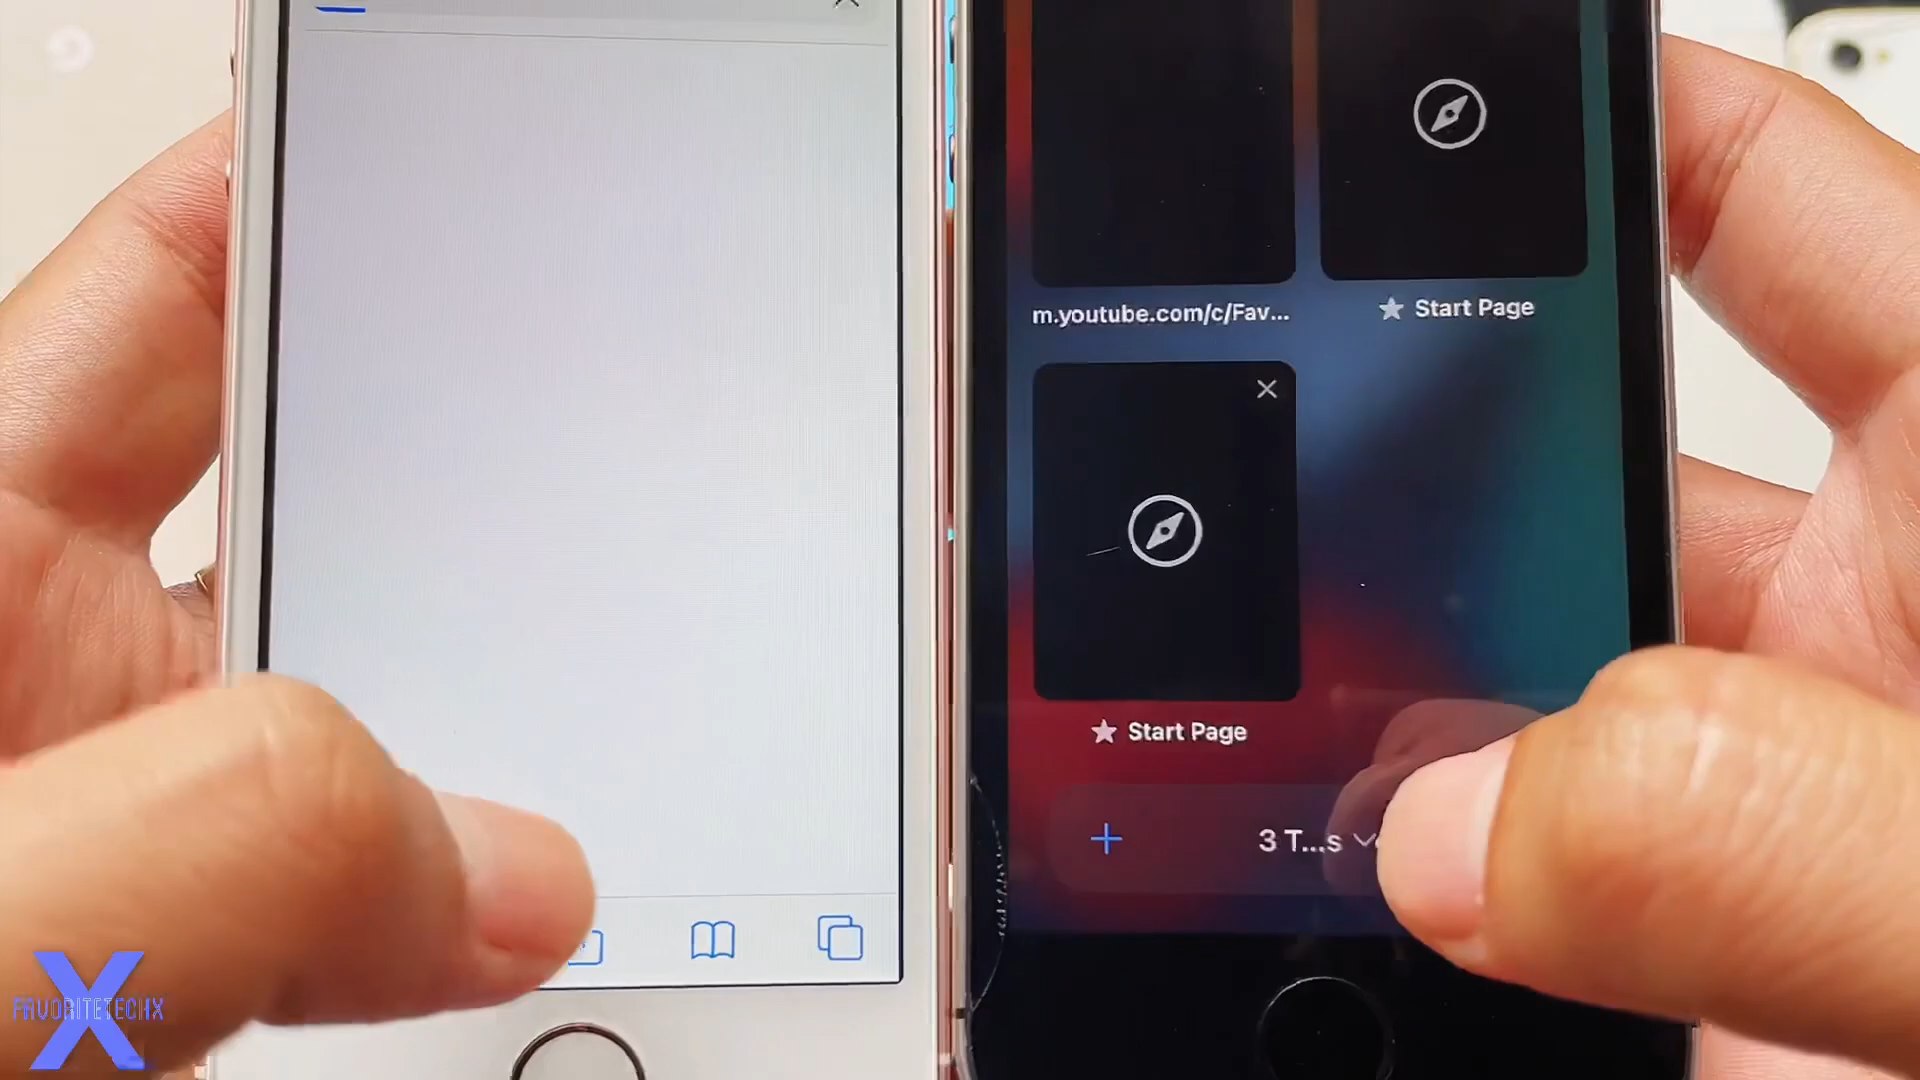 m.youtube.com/c/Fav...
★ Start Page
★ Start Page
3 T...s
X
FAVORITETECHX